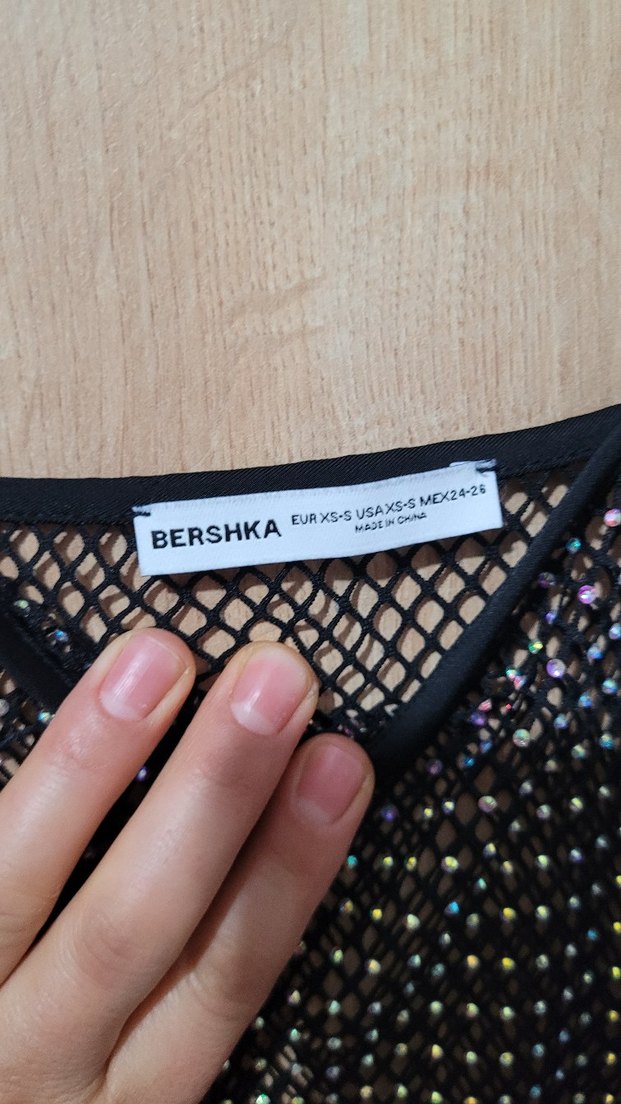 BERSHKA EUR XS-S USA XS-S MEX 24-26
MADE IN CHINA